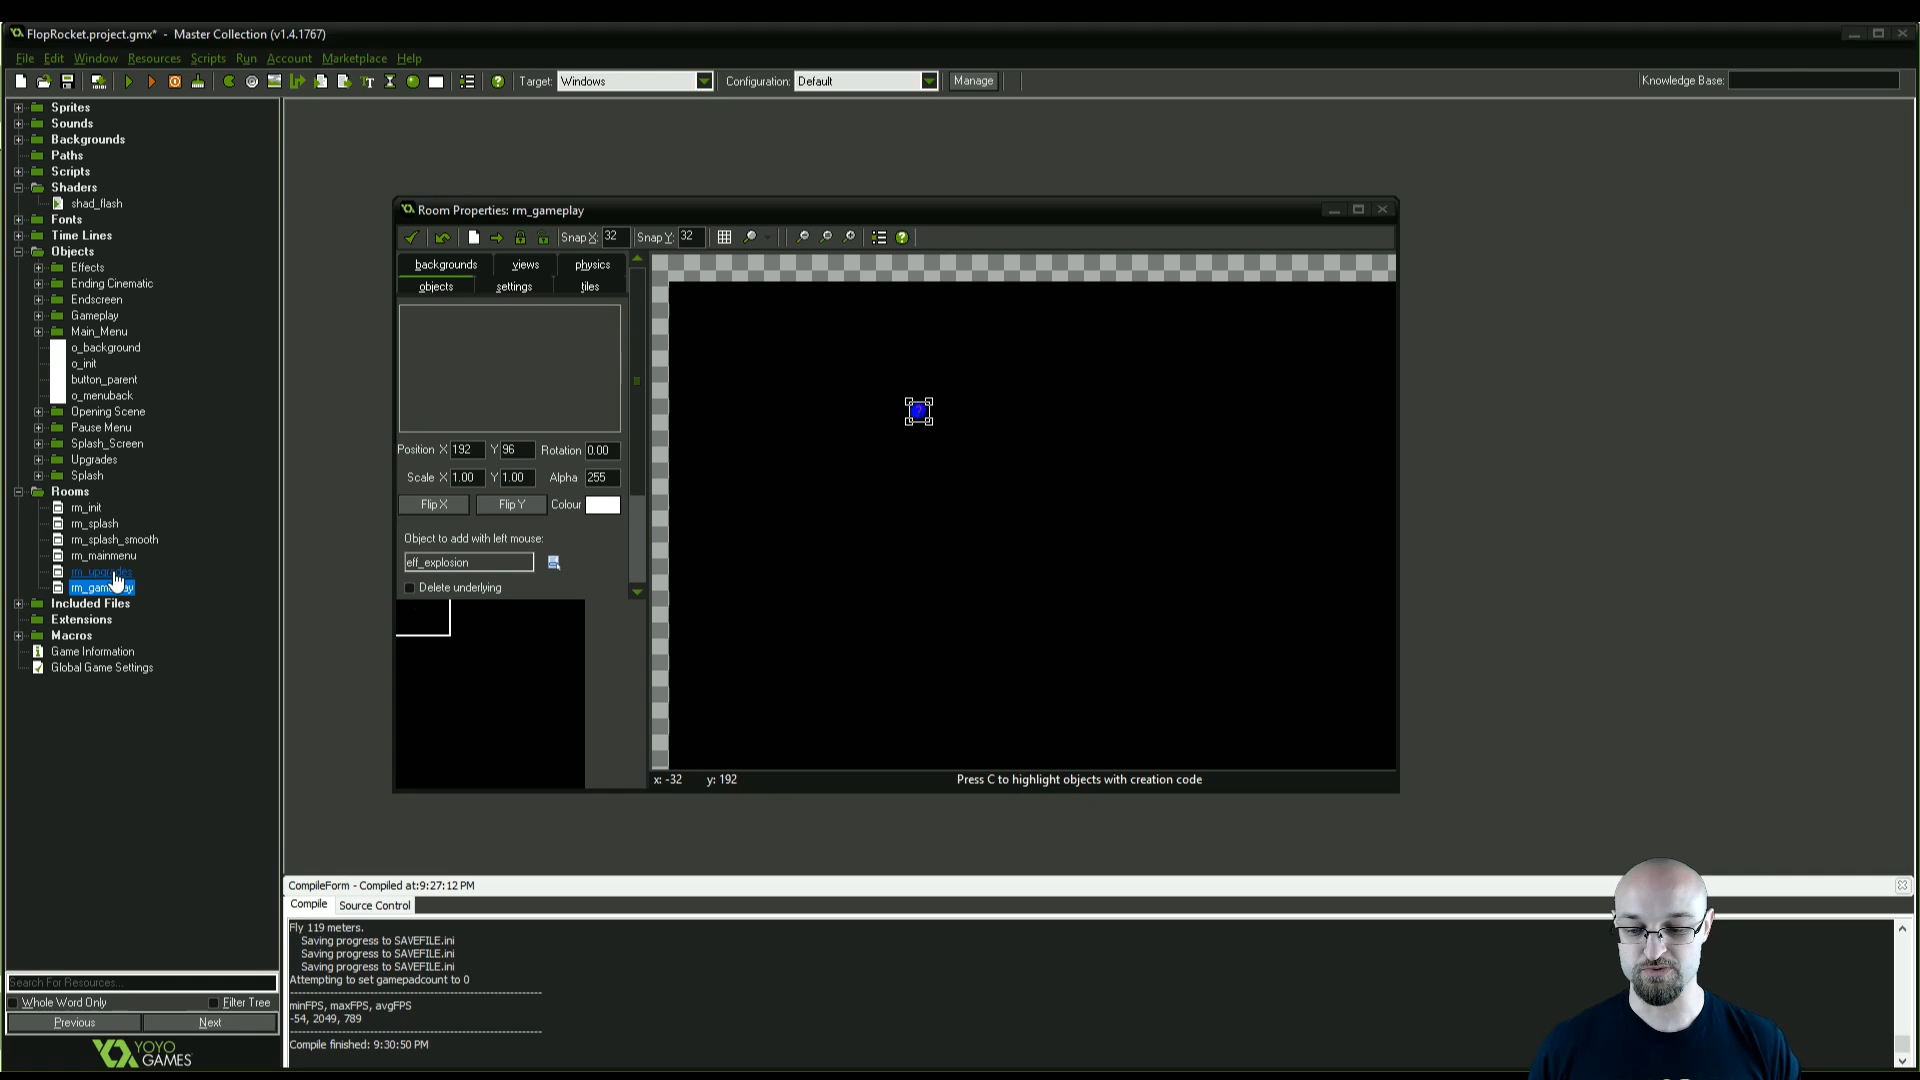 FlopRocket.project.gmx* - Master Collection (v1.4.1767)
File Edit Window Resources Scripts Run Account Marketplace Help
Target: Windows Configuration: Default Manage Knowledge Base:
Sprites
Sounds
Backgrounds
Paths
Scripts
Shaders
shad_flash
Fonts
Time Lines
Objects
Effects
Ending Cinematic
Endscreen
Gameplay
Main_Menu
o_background
o_init
button_parent
o_menuback
Opening Scene
Pause Menu
Splash_Screen
Upgrades
Splash
Rooms
rm_init
rm_splash
rm_splash_smooth
rm_mainmenu
rm_upgrades
rm_gameplay
Included Files
Extensions
Macros
Game Information
Global Game Settings
Search For Resources...
Whole Word Only Filter Tree
Previous Next
YOYO
GAMES
Room Properties: rm_gameplay
Snap X: 32 Snap Y: 32
backgrounds views physics
objects settings tiles
Position X 192 Y 96 Rotation 0.00
Scale X 1.00 Y 1.00 Alpha 255
Flip X Flip Y Colour
Object to add with left mouse:
eff_explosion
Delete underlying
?
x: -32 y: 192 Press C to highlight objects with creation code
CompileForm - Compiled at:9:27:12 PM
Compile Source Control
Fly 119 meters.
Saving progress to SAVEFILE.ini
Saving progress to SAVEFILE.ini
Saving progress to SAVEFILE.ini
Attempting to set gamepadcount to 0
minFPS, maxFPS, avgFPS
-54, 2049, 789
Compile finished: 9:30:50 PM